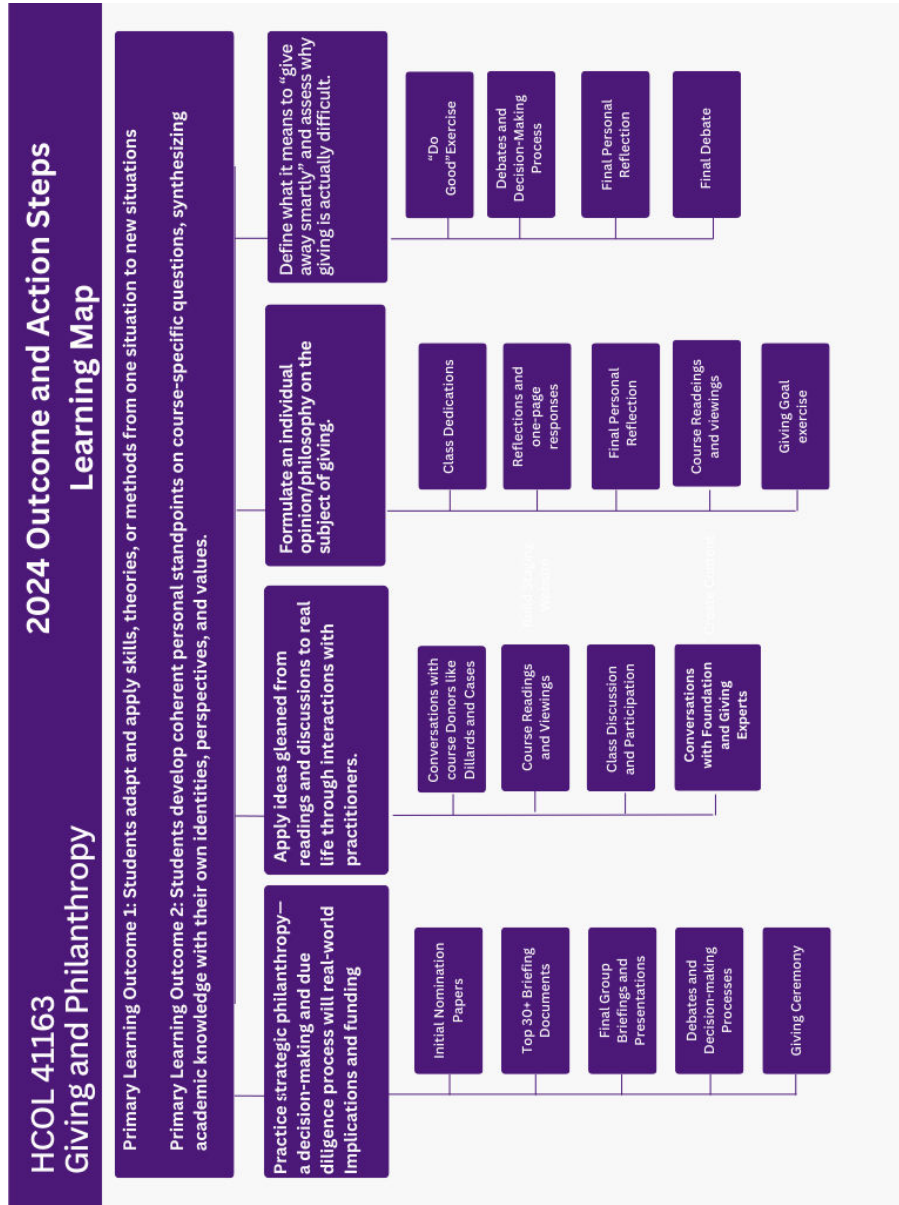 HCOL 41163
Giving and Philanthropy
2024 Outcome and Action Steps
Learning Map
Primary Learning Outcome 1: Students adapt and apply skills, theories, or methods from one situation to new situations
Primary Learning Outcome 2: Students develop coherent personal standpoints on course-specific questions, synthesizing
academic knowledge with their own identities, perspectives, and values.
Practice strategic philanthropy—
a decision-making and due
diligence process will real-world
Implications and funding
Initial Nomination
Papers
Top 30+ Briefing
Documents
Final Group
Briefings and
Presentations
Debates and
Decision-making
Processes
Giving Ceremony
Apply ideas gleaned from
readings and discussions to real
life through interactions with
practitioners.
Conversations with
course Donors like
Dillards and Cases
Course Readings
and Viewings
Class Discussion
and Participation
Conversations
with Foundation
and Giving
Experts
Formulate an individual
opinion/philosophy on the
subject of giving.
Class Dedications
Reflections and
one-page
responses
Final Personal
Reflection
Course Readeings
and viewings
Giving Goal
exercise
Define what it means to “give
away smartly” and assess why
giving is actually difficult.
“Do
Good”Exercise
Debates and
Decision-Making
Process
Final Personal
Reflection
Final Debate